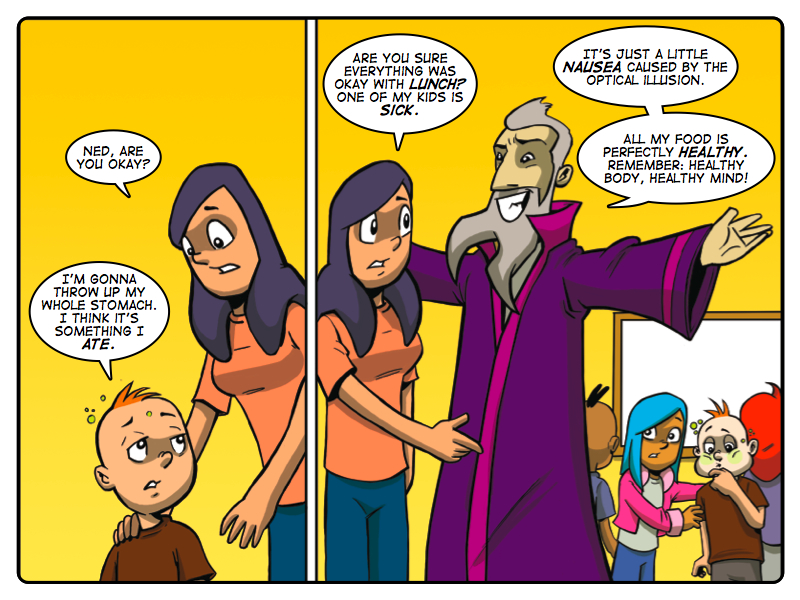 NED, ARE
YOU OKAY?
I'M GONNA
THROW UP MY
WHOLE STOMACH.
I THINK IT'S
SOMETHING I
ATE.
ARE YOU SURE
EVERYTHING WAS
OKAY WITH LUNCH?
ONE OF MY KIDS IS
SICK.
IT'S JUST A LITTLE
NAUSEA CAUSED BY THE
OPTICAL ILLUSION.
ALL MY FOOD IS
PERFECTLY HEALTHY.
REMEMBER: HEALTHY
BODY, HEALTHY MIND!